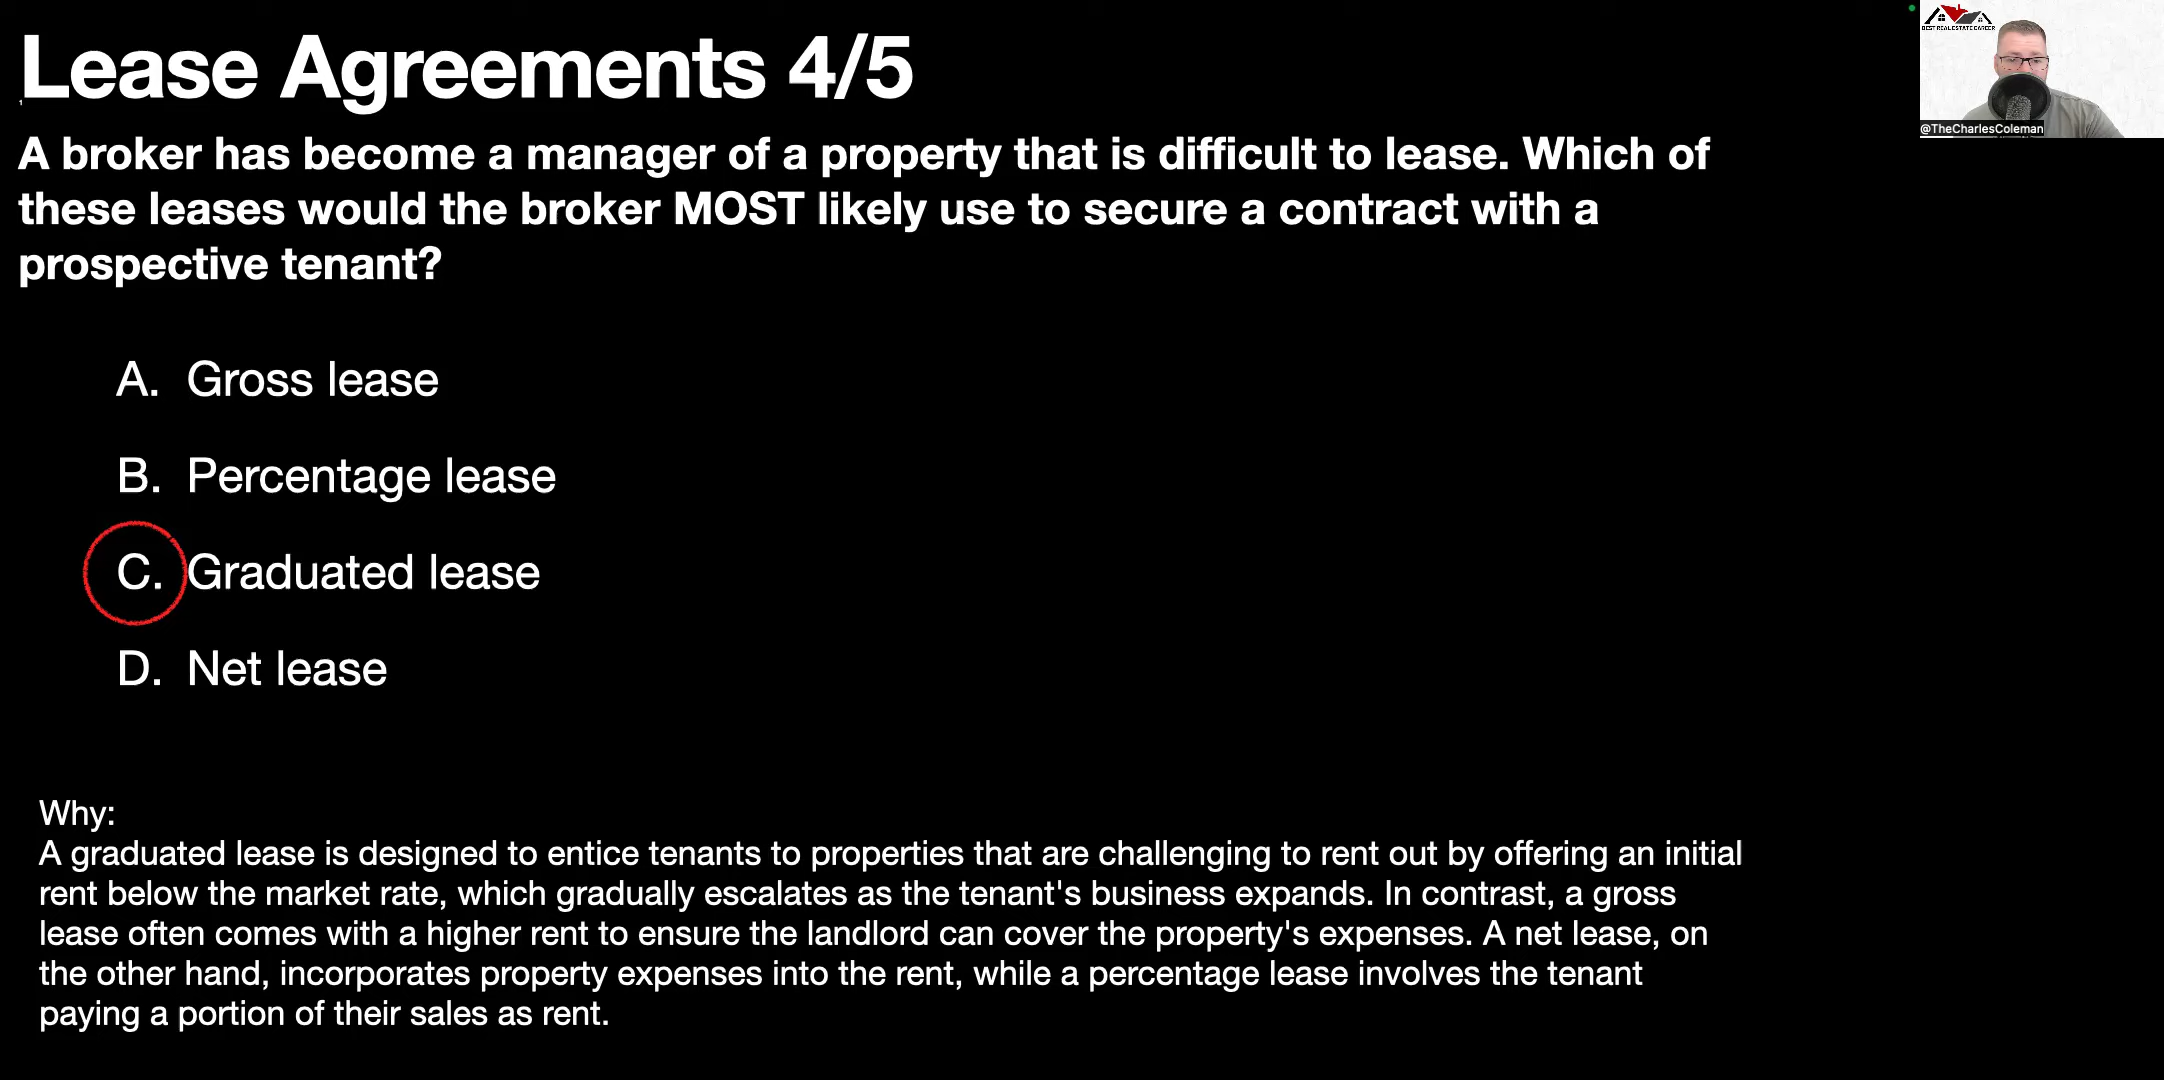 Lease Agreements 4/5
1
A broker has become a manager of a property that is difficult to lease. Which of
these leases would the broker MOST likely use to secure a contract with a
prospective tenant?
A. Gross lease
B. Percentage lease
C. Graduated lease
D. Net lease
Why:
A graduated lease is designed to entice tenants to properties that are challenging to rent out by offering an initial
rent below the market rate, which gradually escalates as the tenant's business expands. In contrast, a gross
lease often comes with a higher rent to ensure the landlord can cover the property's expenses. A net lease, on
the other hand, incorporates property expenses into the rent, while a percentage lease involves the tenant
paying a portion of their sales as rent.
BEST REAL ESTATE CAREER
@TheCharlesColeman